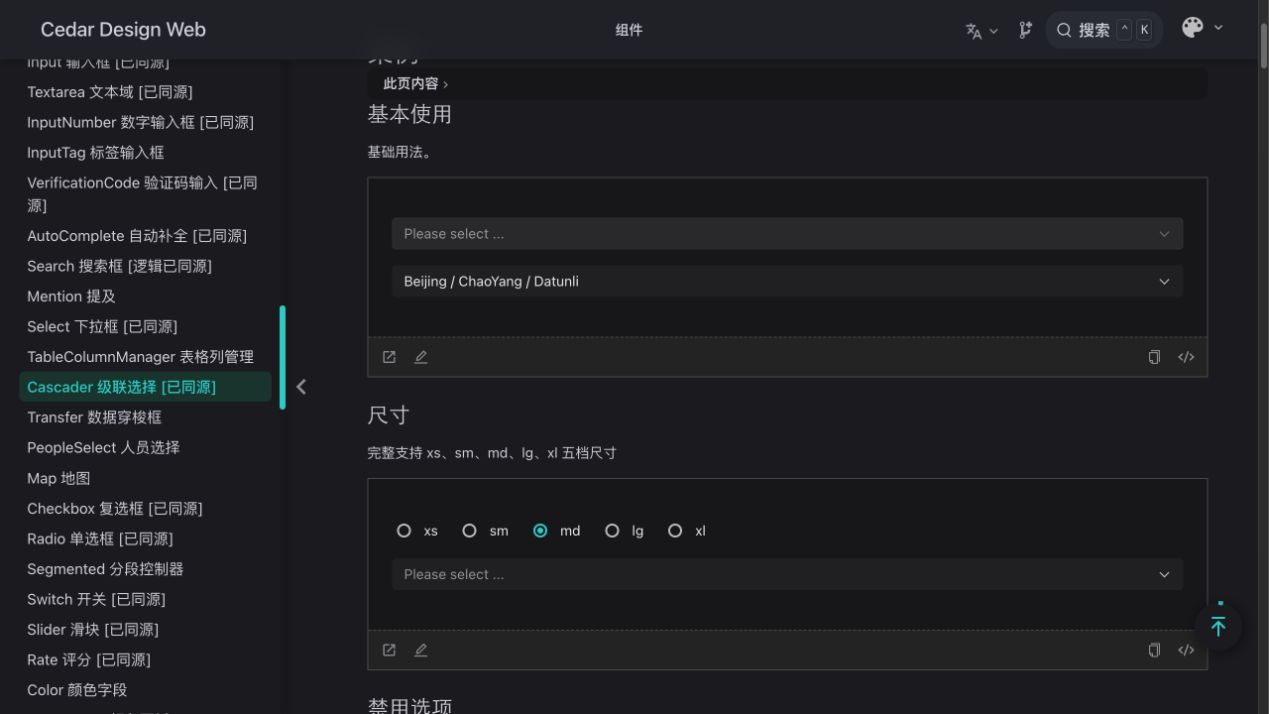 Cedar Design Web
组件
搜索
^
K
Input 输入框 [已同源]
Textarea 文本域 [已同源]
InputNumber 数字输入框 [已同源]
InputTag 标签输入框
VerificationCode 验证码输入 [已同
源]
AutoComplete 自动补全 [已同源]
Search 搜索框 [逻辑已同源]
Mention 提及
Select 下拉框 [已同源]
TableColumnManager 表格列管理
Cascader 级联选择 [已同源]
Transfer 数据穿梭框
PeopleSelect 人员选择
Map 地图
Checkbox 复选框 [已同源]
Radio 单选框 [已同源]
Segmented 分段控制器
Switch 开关 [已同源]
Slider 滑块 [已同源]
Rate 评分 [已同源]
Color 颜色字段
此页内容 ›
基本使用
基础用法。
Please select ...
Beijing / ChaoYang / Datunli
尺寸
完整支持 xs、sm、md、lg、xl 五档尺寸
xs sm md lg xl
Please select ...
禁用选项